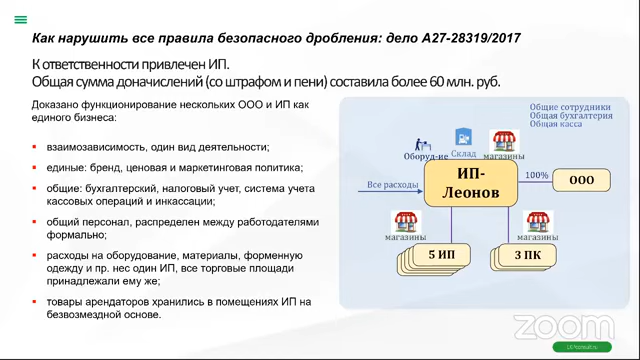 Как нарушить все правила безопасного дробления: дело А27-28319/2017
К ответственности привлечен ИП.
Общая сумма доначислений (со штрафом и пени) составила более 60 млн. руб.
Доказано функционирование нескольких ООО и ИП как
единого бизнеса:
взаимозависимость, один вид деятельности;
единые: бренд, ценовая и маркетинговая политика;
общие: бухгалтерский, налоговый учет, система учета
кассовых операций и инкассации;
общий персонал, распределен между работодателями
формально;
расходы на оборудование, материалы, форменную
одежду и пр. нес один ИП, все торговые площади
принадлежали ему же;
товары арендаторов хранились в помещениях ИП на
безвозмездной основе.
Общие сотрудники
Общая бухгалтерия
Общая касса
Оборуд-ие
Склад
магазины
Все расходы
ИП-
Леонов
100%
ООО
магазины
магазины
5 ИП
3 ПК
zoom